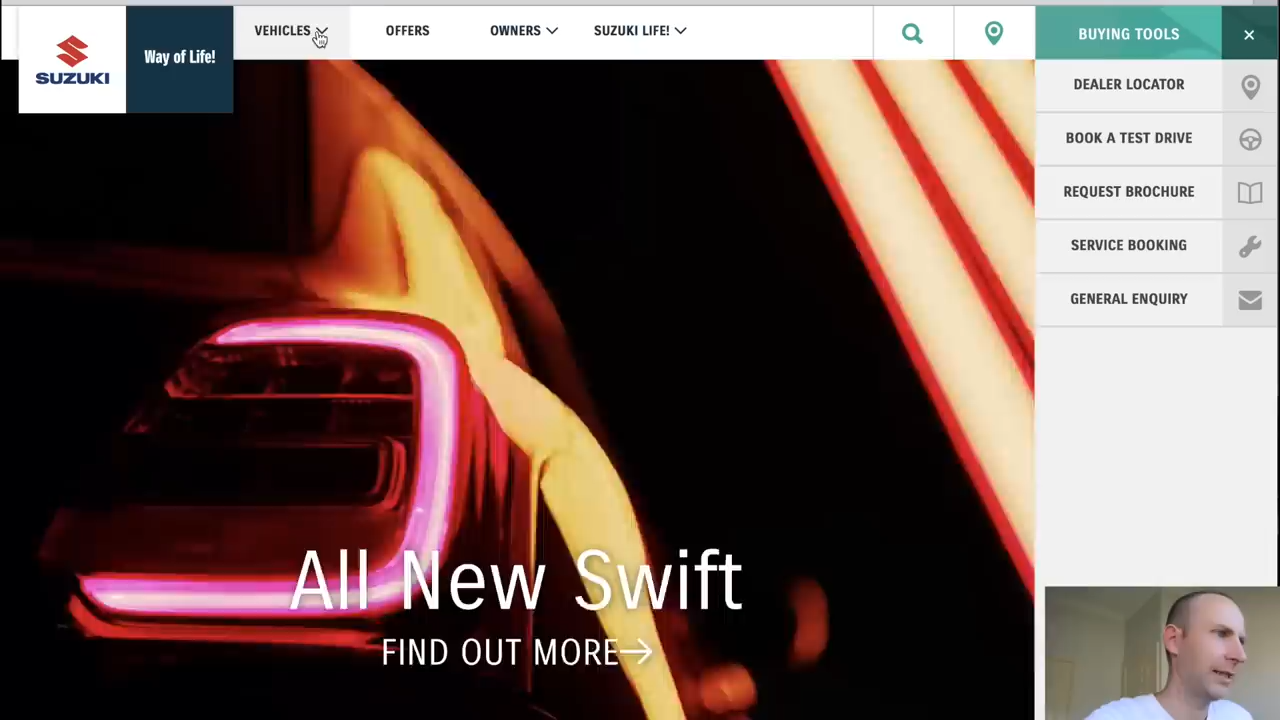 SUZUKI
Way of Life!
VEHICLES
OFFERS
OWNERS
SUZUKI LIFE!
BUYING TOOLS
DEALER LOCATOR
BOOK A TEST DRIVE
REQUEST BROCHURE
SERVICE BOOKING
GENERAL ENQUIRY
All New Swift
FIND OUT MORE→